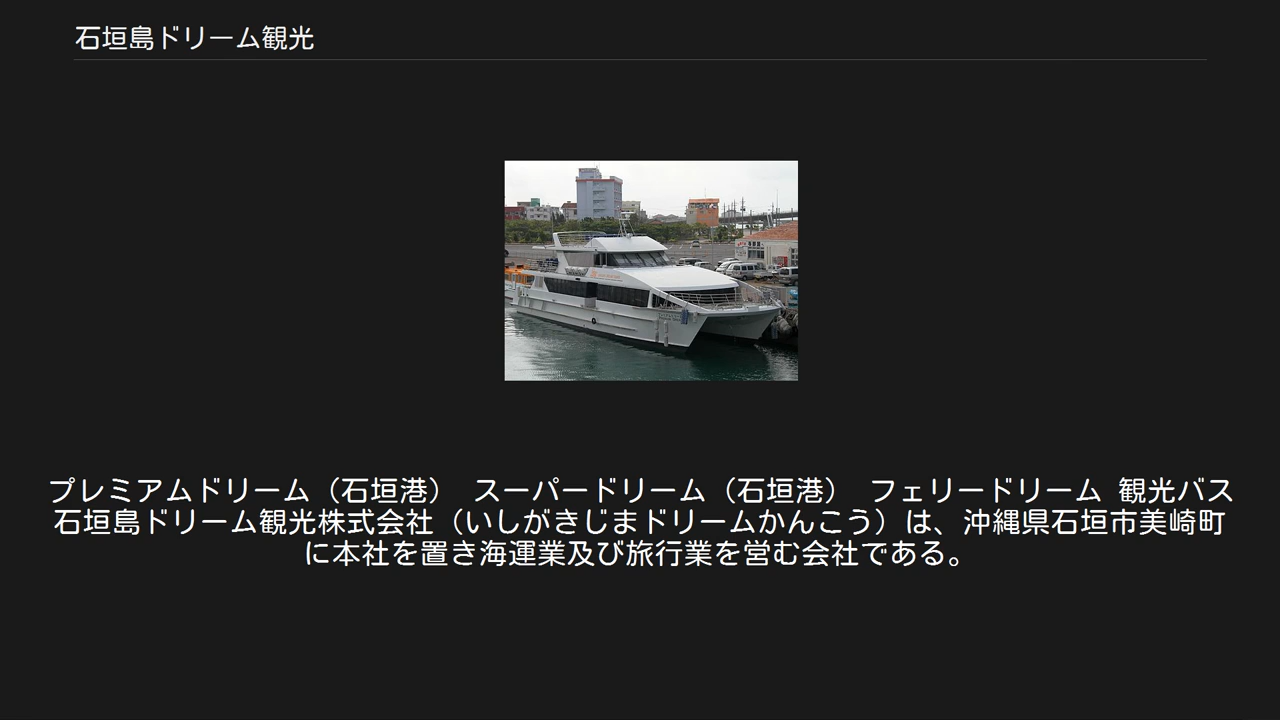 石垣島ドリーム観光
プレミアムドリーム（石垣港） スーパードリーム（石垣港） フェリードリーム 観光バス
石垣島ドリーム観光株式会社（いしがきじまドリームかんこう）は、沖縄県石垣市美崎町
に本社を置き海運業及び旅行業を営む会社である。